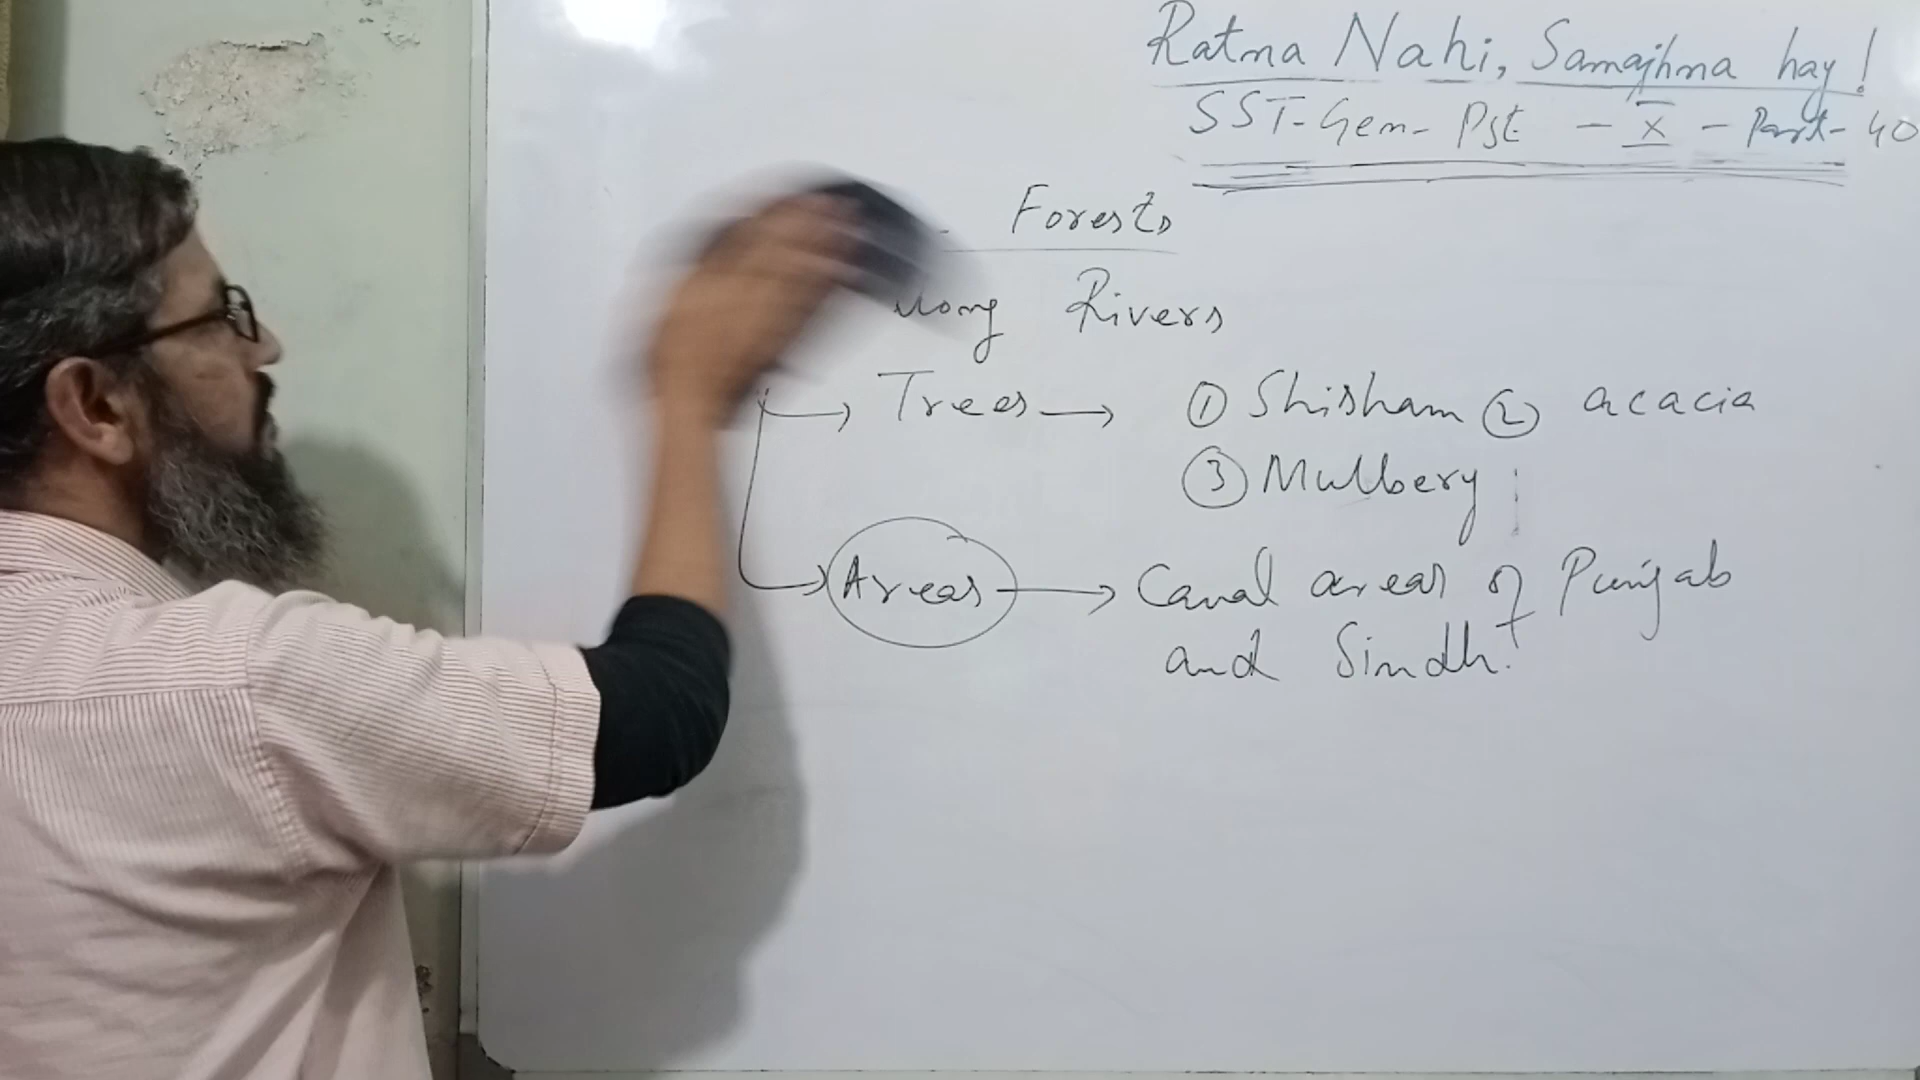 Ratna Nahi, Samajhna hay!
SST-Gen- Pst - X - Part- 40
Forests
Rivers
Trees → ① Shisham ② acacia
③ Mulbery
Areas → Canal areas of Punjab
and Sindh.